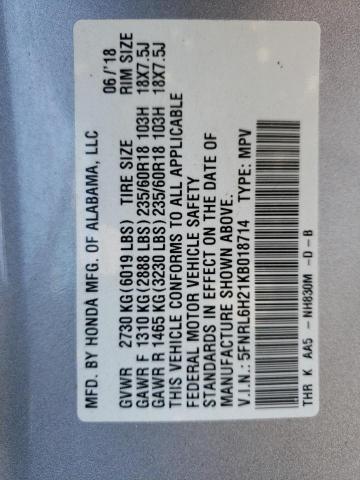 MFD. BY HONDA MFG. OF ALABAMA, LLC 06/'18
GVWR 2730 KG(6019 LBS) TIRE SIZE RIM SIZE
GAWR F 1310 KG(2888 LBS)235/60R18 103H 18X7.5J
GAWR R 1465 KG(3230 LBS)235/60R18 103H 18X7.5J
THIS VEHICLE CONFORMS TO ALL APPLICABLE
FEDERAL MOTOR VEHICLE SAFETY
STANDARDS IN EFFECT ON THE DATE OF
MANUFACTURE SHOWN ABOVE.
V.I.N.:5FNRL6H21KB018714 TYPE: MPV
THR K AA5 -NH830M -D-B